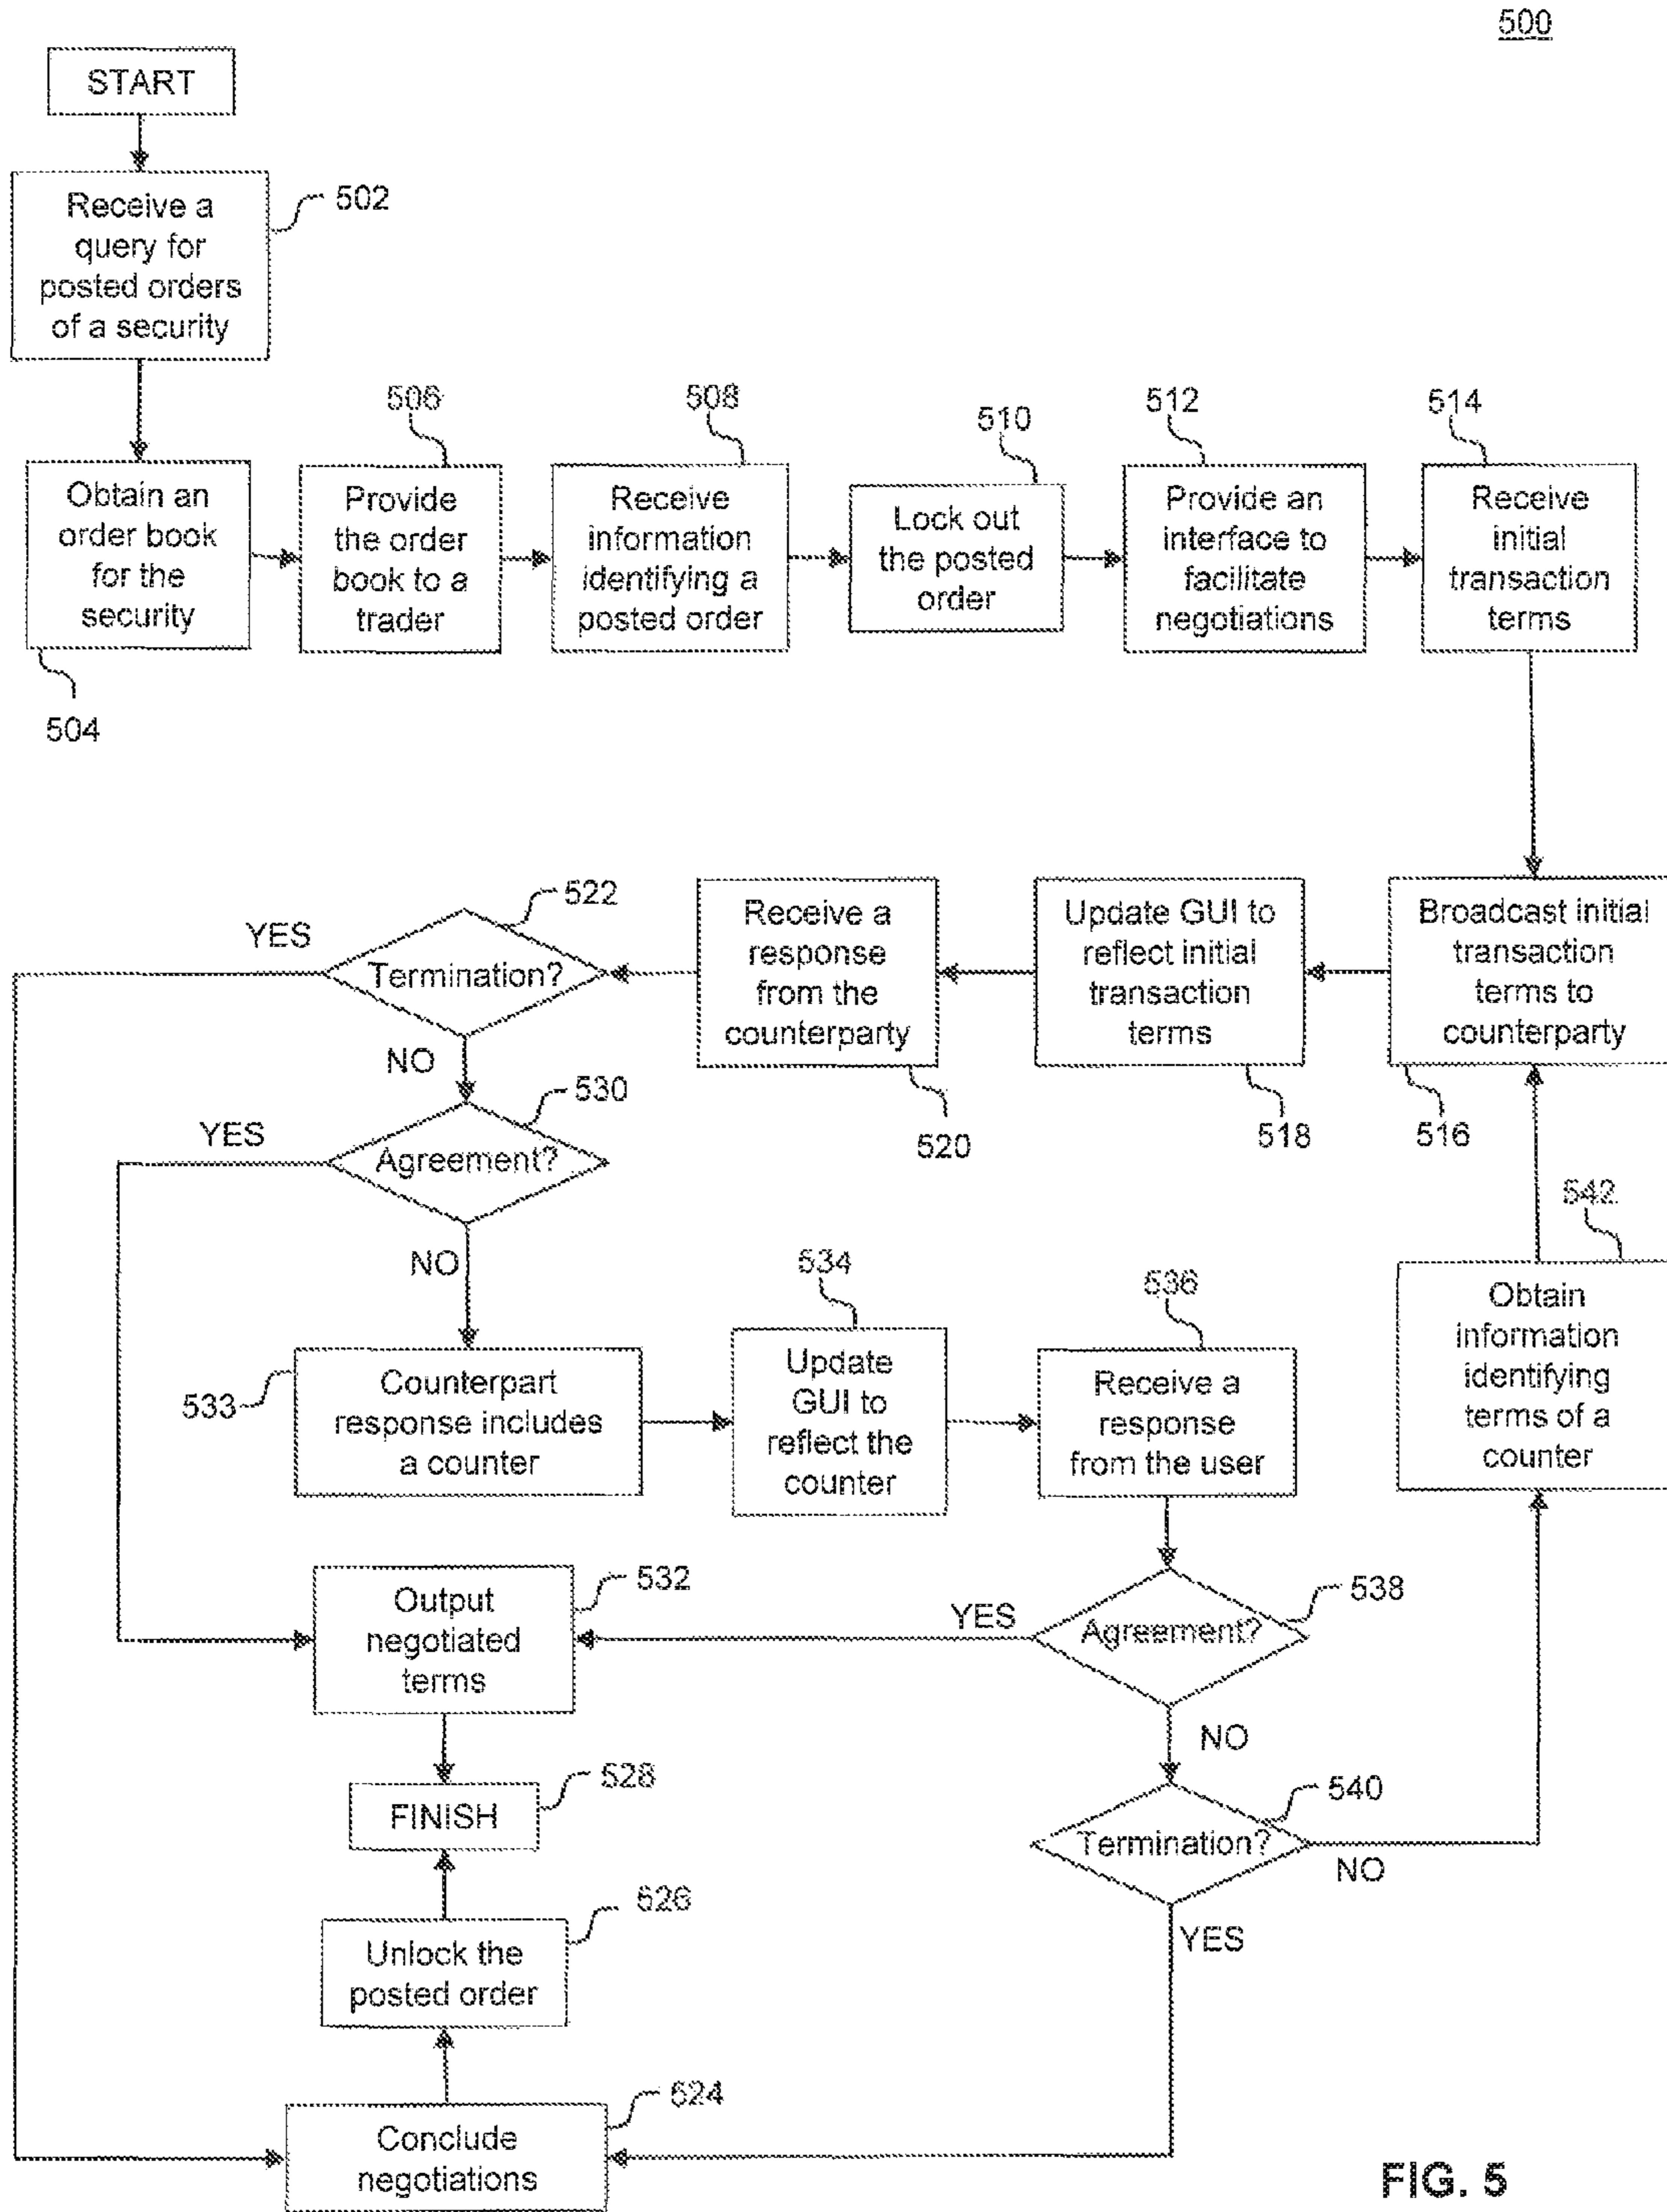 500
START
Receive a
query for
posted orders
of a security
502
506
508
510
512
514
Obtain an
order book
for the
security
Provide
the order
book to a
trader
Receive
information
identifying a
posted order
Lock out
the posted
order
Provide an
interface to
facilitate
negotiations
Receive
initial
transaction
terms
504
522
YES
Termination?
NO
Receive a
response
from the
counterparty
Update GUI to
reflect initial
transaction
terms
Broadcast initial
transaction
terms to
counterparty
520
518
516
530
YES
Agreement?
NO
542
534
536
533
Counterpart
response includes
a counter
Update
GUI to
reflect the
counter
Receive a
response
from the user
Obtain
information
identifying
terms of a
counter
532
Output
negotiated
terms
YES
Agreement?
538
NO
528
FINISH
540
Termination?
NO
YES
526
Unlock the
posted order
524
Conclude
negotiations
FIG. 5